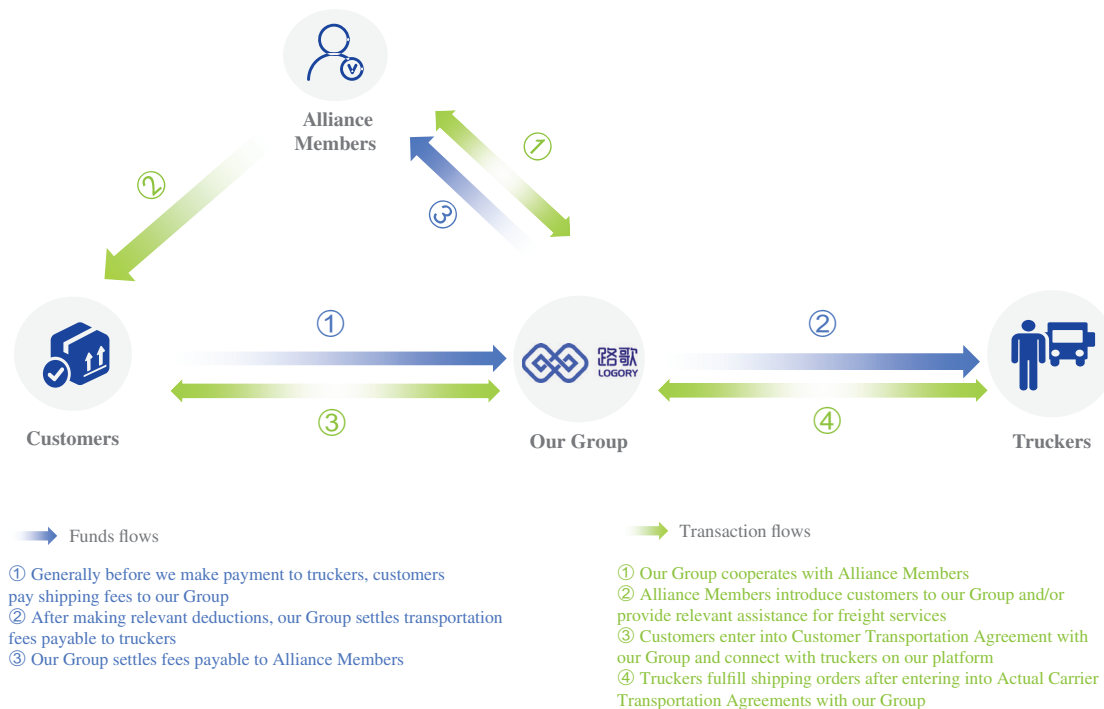 Alliance
Members
①
②
③
①
②
路歌
LOGORY
③
④
Customers
Our Group
Truckers
Funds flows
① Generally before we make payment to truckers, customers
pay shipping fees to our Group
② After making relevant deductions, our Group settles transportation
fees payable to truckers
③ Our Group settles fees payable to Alliance Members
Transaction flows
① Our Group cooperates with Alliance Members
② Alliance Members introduce customers to our Group and/or
provide relevant assistance for freight services
③ Customers enter into Customer Transportation Agreement with
our Group and connect with truckers on our platform
④ Truckers fulfill shipping orders after entering into Actual Carrier
Transportation Agreements with our Group